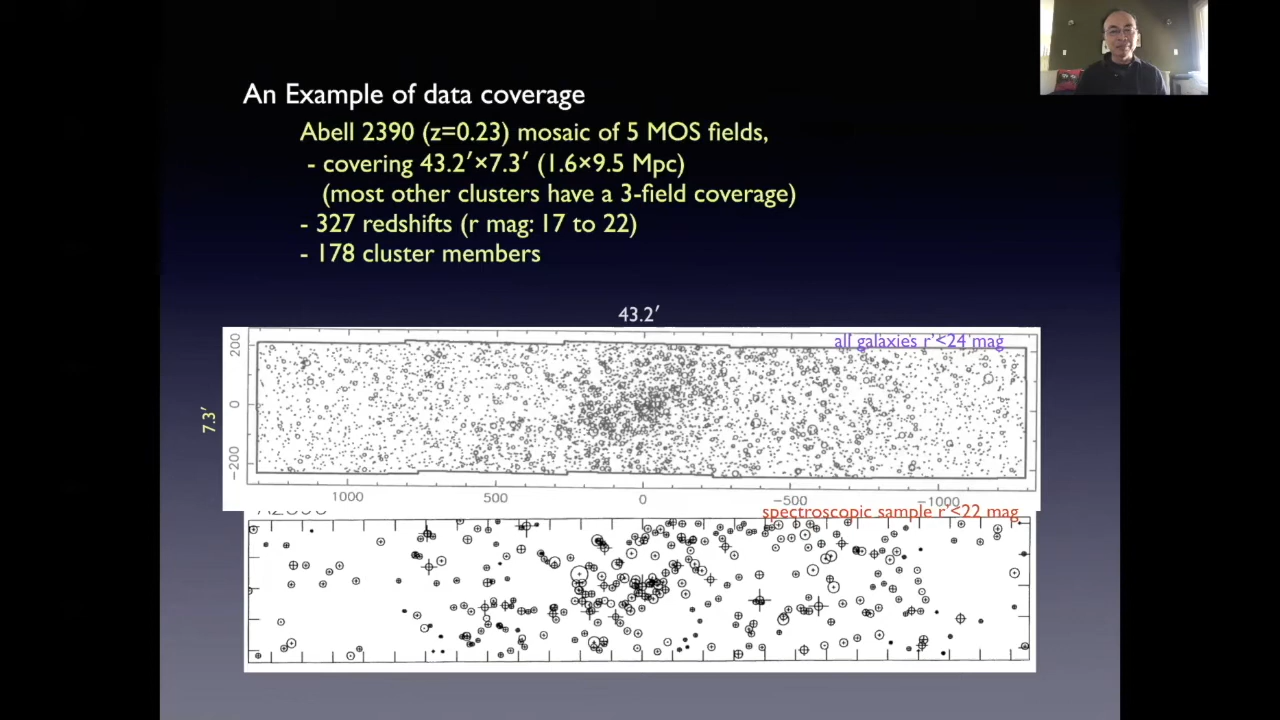 An Example of data coverage
Abell 2390 (z=0.23) mosaic of 5 MOS fields,
- covering 43.2′×7.3′ (1.6×9.5 Mpc)
(most other clusters have a 3-field coverage)
- 327 redshifts (r mag: 17 to 22)
- 178 cluster members
43.2′
all galaxies r'<24 mag
200
0
-200
7.3′
1000 500 0 -500 -1000
spectroscopic sample r'<22 mag